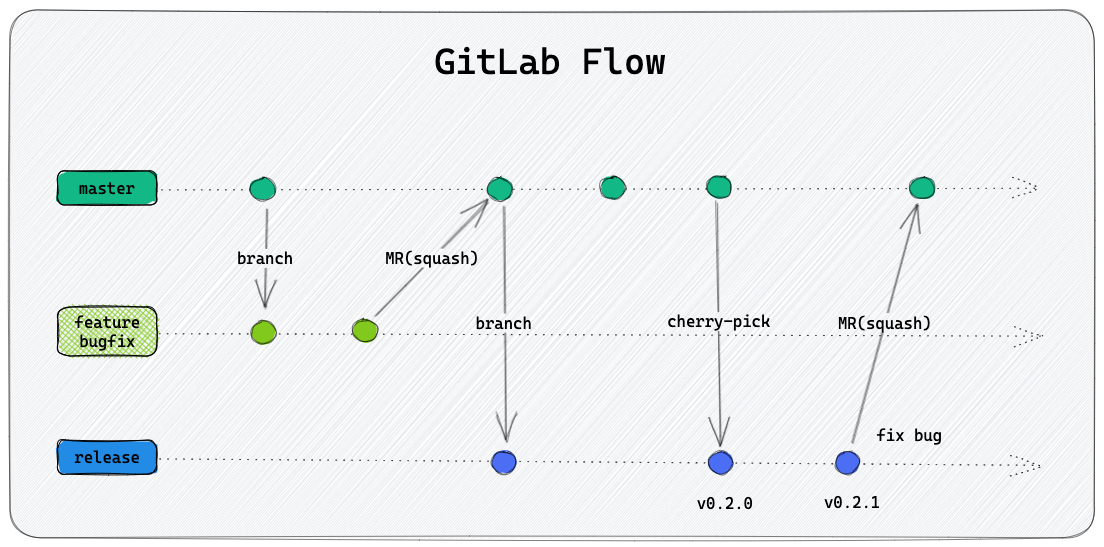 GitLab Flow
master
branch
MR(squash)
feature
bugfix
branch
cherry-pick
MR(squash)
release
fix bug
v0.2.0
v0.2.1